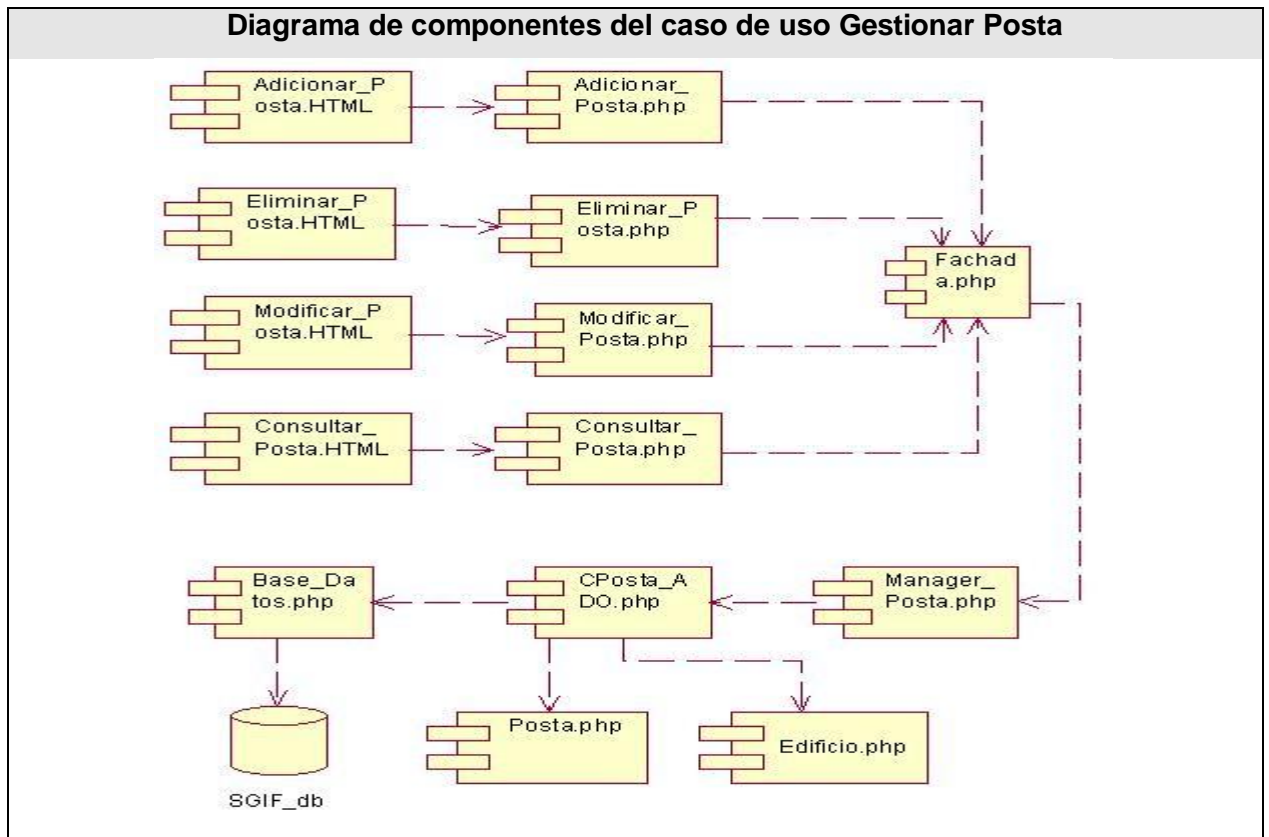 Diagrama de componentes del caso de uso Gestionar Posta
Adicionar_P
osta.HTML
Adicionar_
Posta.php
Eliminar_P
osta.HTML
Eliminar_P
osta.php
Fachad
a.php
Modificar_P
osta.HTML
Modificar_
Posta.php
Consultar_
Posta.HTML
Consultar_
Posta.php
Base_Da
tos.php
CPosta_A
DO.php
Manager_
Posta.php
Posta.php
Edificio.php
SGIF_db